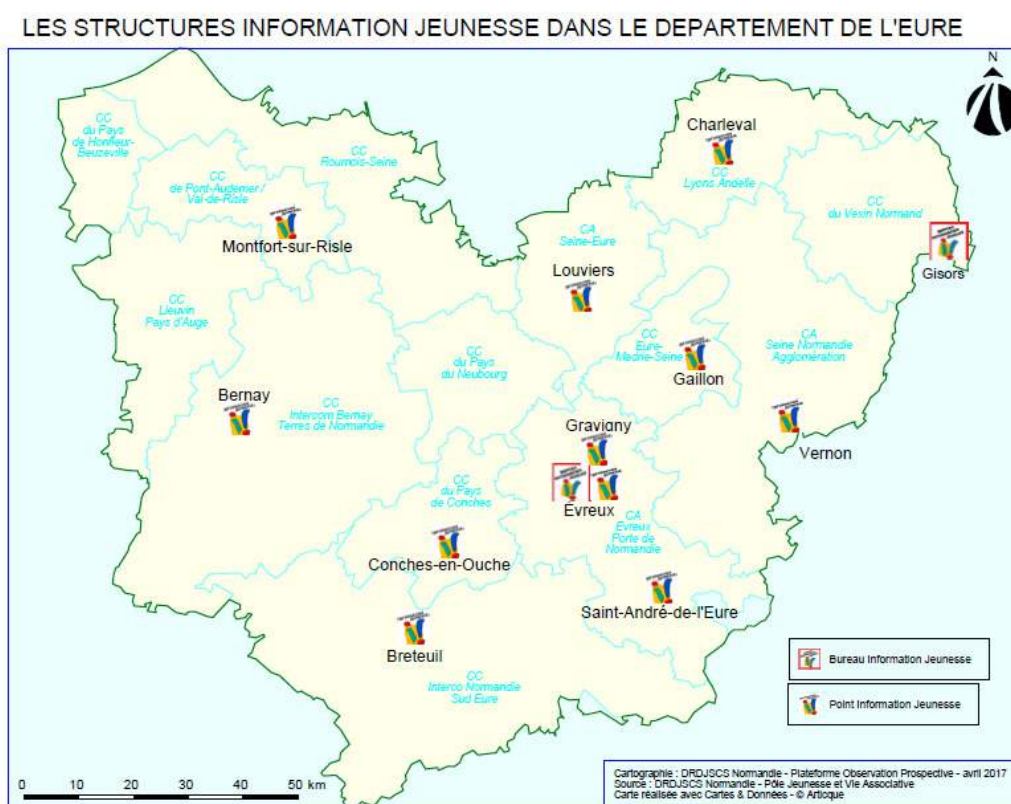 LES STRUCTURES INFORMATION JEUNESSE DANS LE DEPARTEMENT DE L'EURE
N
CC
du Pays
de Honfleur-
Beuzeville
CC
Roumois-Seine
Charleval
CC
Lyons Andelle
CC
de Pont-Audemer /
Val-de-Risle
Montfort-sur-Risle
CC
du Vexin Normand
CA
Seine-Eure
Louviers
Gisors
CC
Lieuvin
Pays d'Auge
CC
Eure-
Madrie-Seine
CA
Seine Normandie
Agglomération
CC
du Pays
du Neubourg
Gaillon
Bernay
CC
Intercom Bernay
Terres de Normandie
Gravigny
Vernon
CC
du Pays
de Conches
Évreux
CA
Evreux
Porte de
Normandie
Conches-en-Ouche
Saint-André-de-l'Eure
Breteuil
CC
Interco Normandie
Sud Eure
Bureau Information Jeunesse
Point Information Jeunesse
0 10 20 30 40 50 km
Cartographie : DRDJSCS Normandie - Plateforme Observation Prospective - avril 2017
Source : DRDJSCS Normandie - Pôle Jeunesse et Vie Associative
Carte réalisée avec Cartes & Données - © Articque